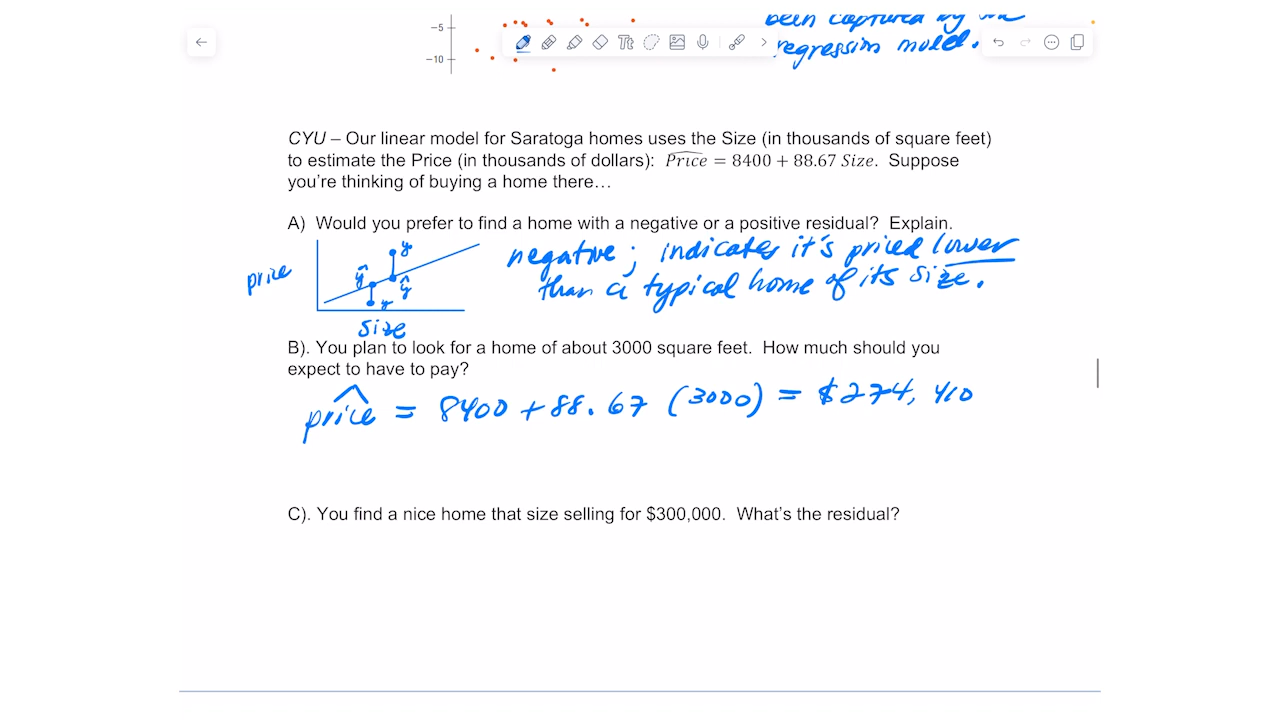 -5
been captured by the
-10
regression model.
CYU – Our linear model for Saratoga homes uses the Size (in thousands of square feet)
to estimate the Price (in thousands of dollars): Price = 8400 + 88.67 Size. Suppose
you're thinking of buying a home there…
A) Would you prefer to find a home with a negative or a positive residual? Explain.
negative; indicates it's priced lower
than a typical home of its size.
price
y
ŷ
ŷ
y
size
B). You plan to look for a home of about 3000 square feet. How much should you
expect to have to pay?
price = 8400 + 88.67 (3000) = $274,410
C). You find a nice home that size selling for $300,000. What's the residual?